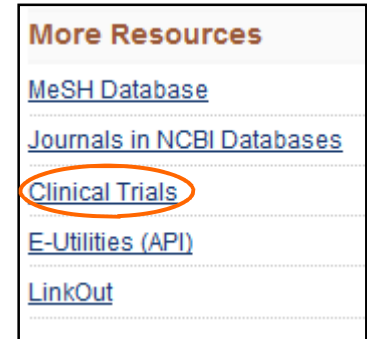 More Resources
MeSH Database
Journals in NCBI Databases
Clinical Trials
E-Utilities (API)
LinkOut